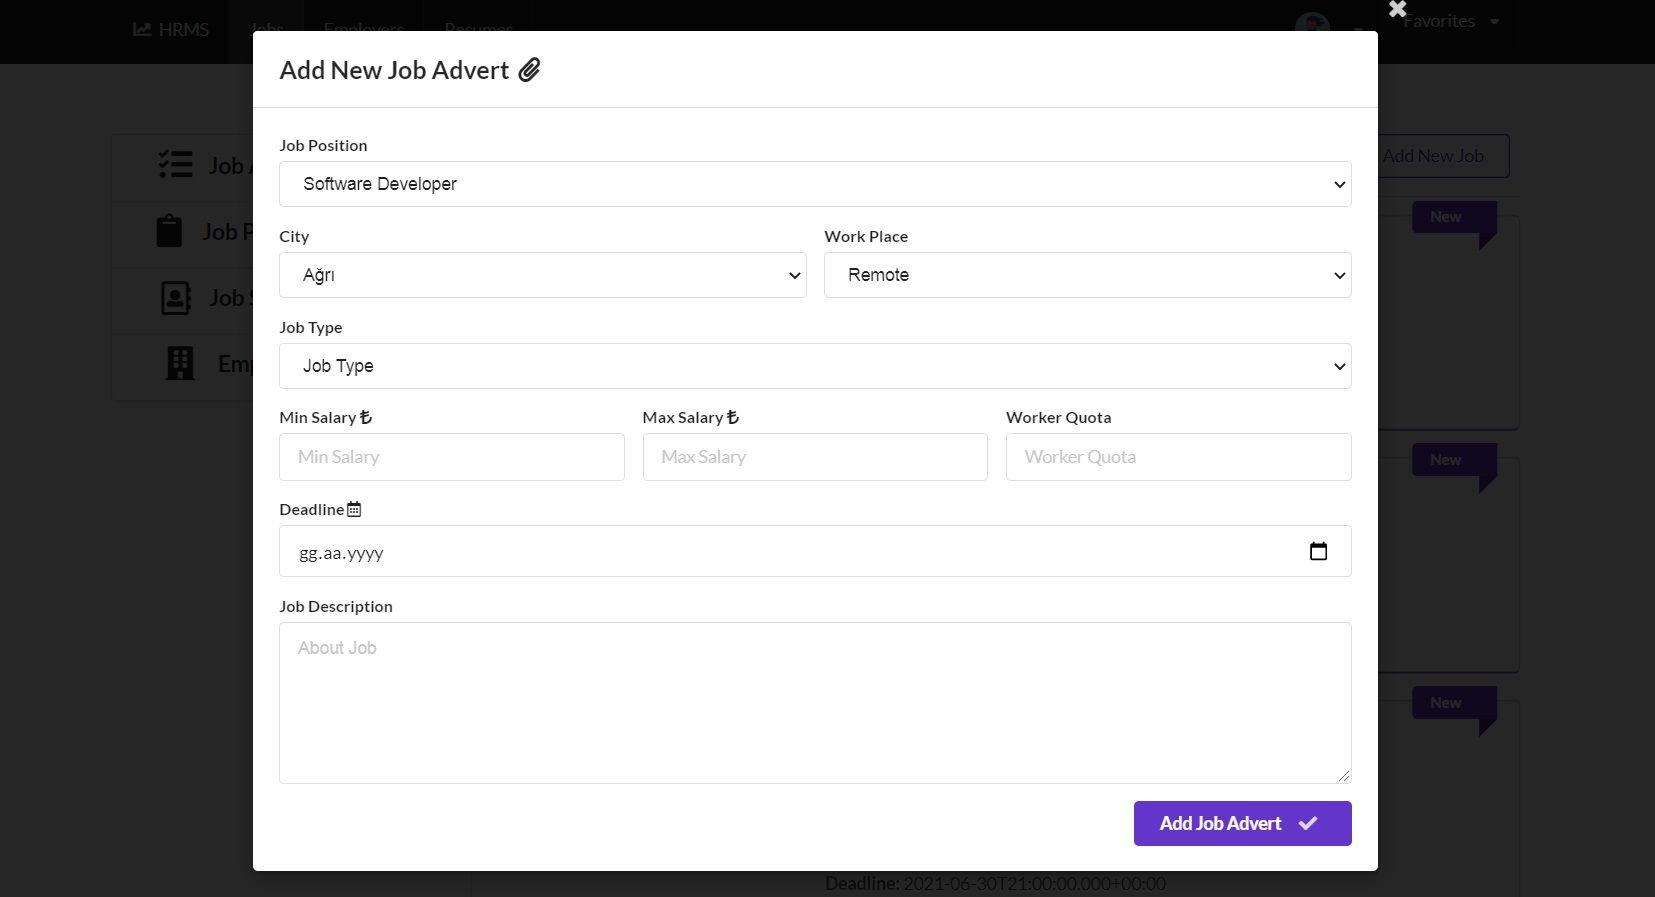 HRMS
Jobs
Employers
Resumes
Favorites
Add New Job Advert
Job Position
Software Developer
City
Work Place
Ağrı
Remote
Job Type
Job Type
Min Salary ₺
Max Salary ₺
Worker Quota
Min Salary
Max Salary
Worker Quota
Deadline
gg.aa.yyyy
Job Description
About Job
Add Job Advert
Job
Job
Job
Add New Job
New
New
New
Deadline: 2021-06-30T21:00:00.000+00:00